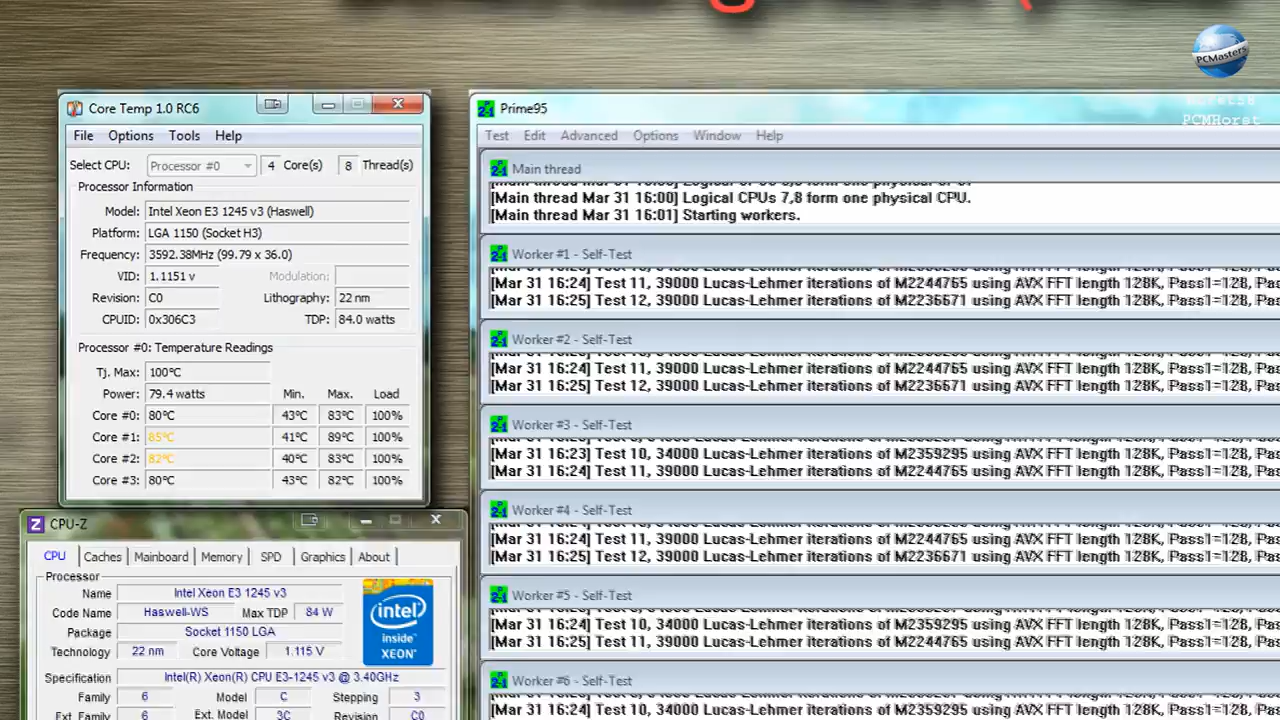 PCMasters
PCMHorst
Core Temp 1.0 RC6
File Options Tools Help
Select CPU: Processor #0 4 Core(s) 8 Thread(s)
Processor Information
Model: Intel Xeon E3 1245 v3 (Haswell)
Platform: LGA 1150 (Socket H3)
Frequency: 3592.38MHz (99.79 x 36.0)
VID: 1.1151 v Modulation:
Revision: C0 Lithography: 22 nm
CPUID: 0x306C3 TDP: 84.0 watts
Processor #0: Temperature Readings
Tj. Max: 100°C
Power: 79.4 watts Min. Max. Load
Core #0: 80°C 43°C 83°C 100%
Core #1: 85°C 41°C 89°C 100%
Core #2: 82°C 40°C 83°C 100%
Core #3: 80°C 43°C 82°C 100%
CPU-Z
CPU Caches Mainboard Memory SPD Graphics About
Processor
Name Intel Xeon E3 1245 v3
Code Name Haswell-WS Max TDP 84 W
Package Socket 1150 LGA
Technology 22 nm Core Voltage 1.115 V
intel
inside™
XEON®
Specification Intel(R) Xeon(R) CPU E3-1245 v3 @ 3.40GHz
Family 6 Model C Stepping 3
Ext. Family 6 Ext. Model 3C Revision C0
Prime95
Test Edit Advanced Options Window Help
Main thread
[Main thread Mar 31 16:00] Logical CPUs 7,8 form one physical CPU.
[Main thread Mar 31 16:01] Starting workers.
Worker #1 - Self-Test
[Mar 31 16:24] Test 11, 39000 Lucas-Lehmer iterations of M2244765 using AVX FFT length 128K, Pass1=128, Pas
[Mar 31 16:25] Test 12, 39000 Lucas-Lehmer iterations of M2236671 using AVX FFT length 128K, Pass1=128, Pas
Worker #2 - Self-Test
[Mar 31 16:24] Test 11, 39000 Lucas-Lehmer iterations of M2244765 using AVX FFT length 128K, Pass1=128, Pas
[Mar 31 16:25] Test 12, 39000 Lucas-Lehmer iterations of M2236671 using AVX FFT length 128K, Pass1=128, Pas
Worker #3 - Self-Test
[Mar 31 16:23] Test 10, 34000 Lucas-Lehmer iterations of M2359295 using AVX FFT length 128K, Pass1=128, Pas
[Mar 31 16:24] Test 11, 39000 Lucas-Lehmer iterations of M2244765 using AVX FFT length 128K, Pass1=128, Pas
Worker #4 - Self-Test
[Mar 31 16:24] Test 11, 39000 Lucas-Lehmer iterations of M2244765 using AVX FFT length 128K, Pass1=128, Pas
[Mar 31 16:25] Test 12, 39000 Lucas-Lehmer iterations of M2236671 using AVX FFT length 128K, Pass1=128, Pas
Worker #5 - Self-Test
[Mar 31 16:24] Test 10, 34000 Lucas-Lehmer iterations of M2359295 using AVX FFT length 128K, Pass1=128, Pas
[Mar 31 16:25] Test 11, 39000 Lucas-Lehmer iterations of M2244765 using AVX FFT length 128K, Pass1=128, Pas
Worker #6 - Self-Test
[Mar 31 16:24] Test 11, 39000 Lucas-Lehmer iterations of M2244765 using AVX FFT length 128K, Pass1=128, Pas